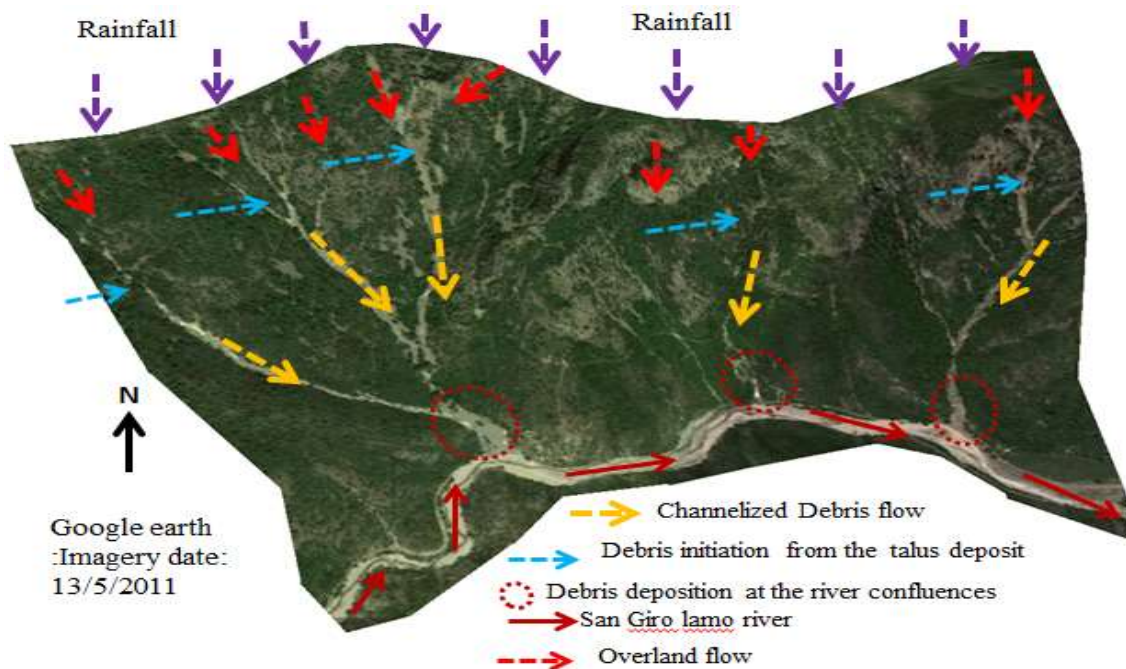 Rainfall
Rainfall
N
Google earth
:Imagery date:
13/5/2011
Channelized Debris flow
Debris initiation from the talus deposit
Debris deposition at the river confluences
San Giro lamo river
Overland flow